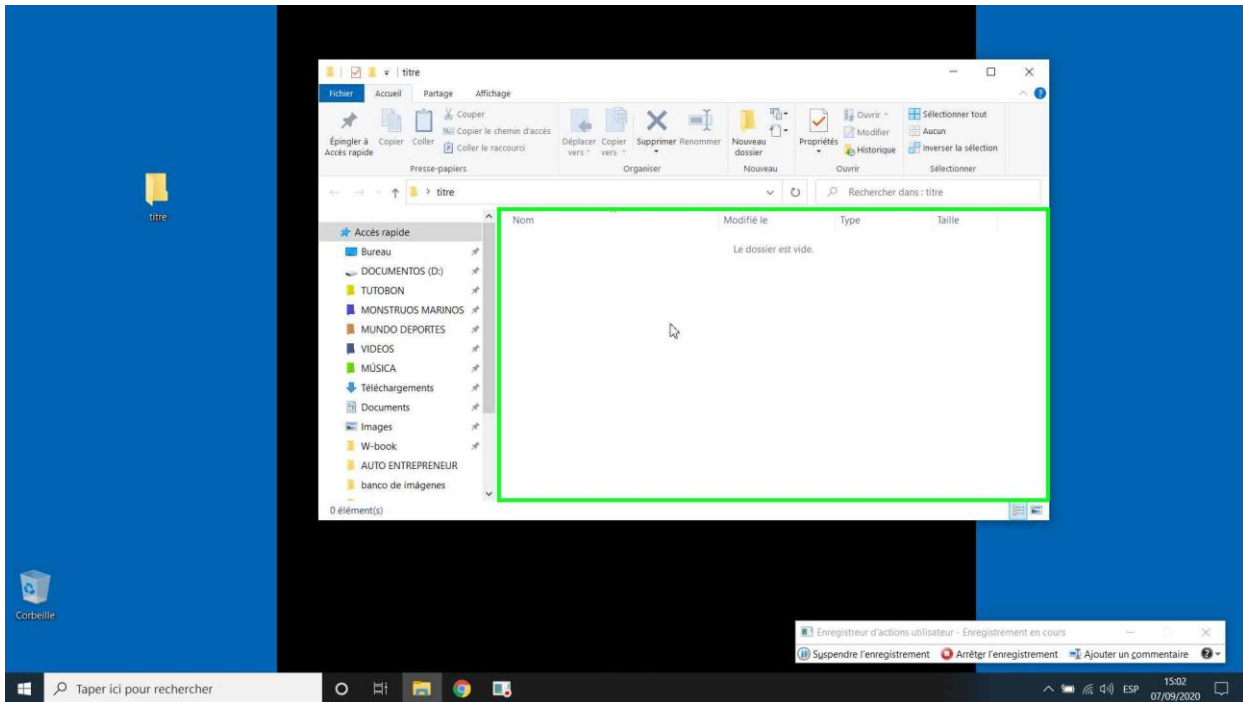 titre
titre
Fichier Accueil Partage Affichage
Épingler à Accès rapide
Copier
Coller
Couper
Copier le chemin d'accès
Coller le raccourci
Déplacer vers
Copier vers
Supprimer
Renommer
Nouveau dossier
Propriétés
Ouvrir
Modifier
Historique
Sélectionner tout
Aucun
Inverser la sélection
Presse-papiers Organiser Nouveau Ouvrir Sélectionner
titre
Rechercher dans : titre
Nom Modifié le Type Taille
Le dossier est vide.
Accès rapide
Bureau
DOCUMENTOS (D:)
TUTOBON
MONSTRUOS MARINOS
MUNDO DEPORTES
VIDEOS
MÚSICA
Téléchargements
Documents
Images
W-book
AUTO ENTREPRENEUR
banco de imágenes
0 élément(s)
Corbeille
Enregistreur d'actions utilisateur - Enregistrement en cours
Suspendre l'enregistrement Arrêter l'enregistrement Ajouter un commentaire
Taper ici pour rechercher
ESP
15:02
07/09/2020